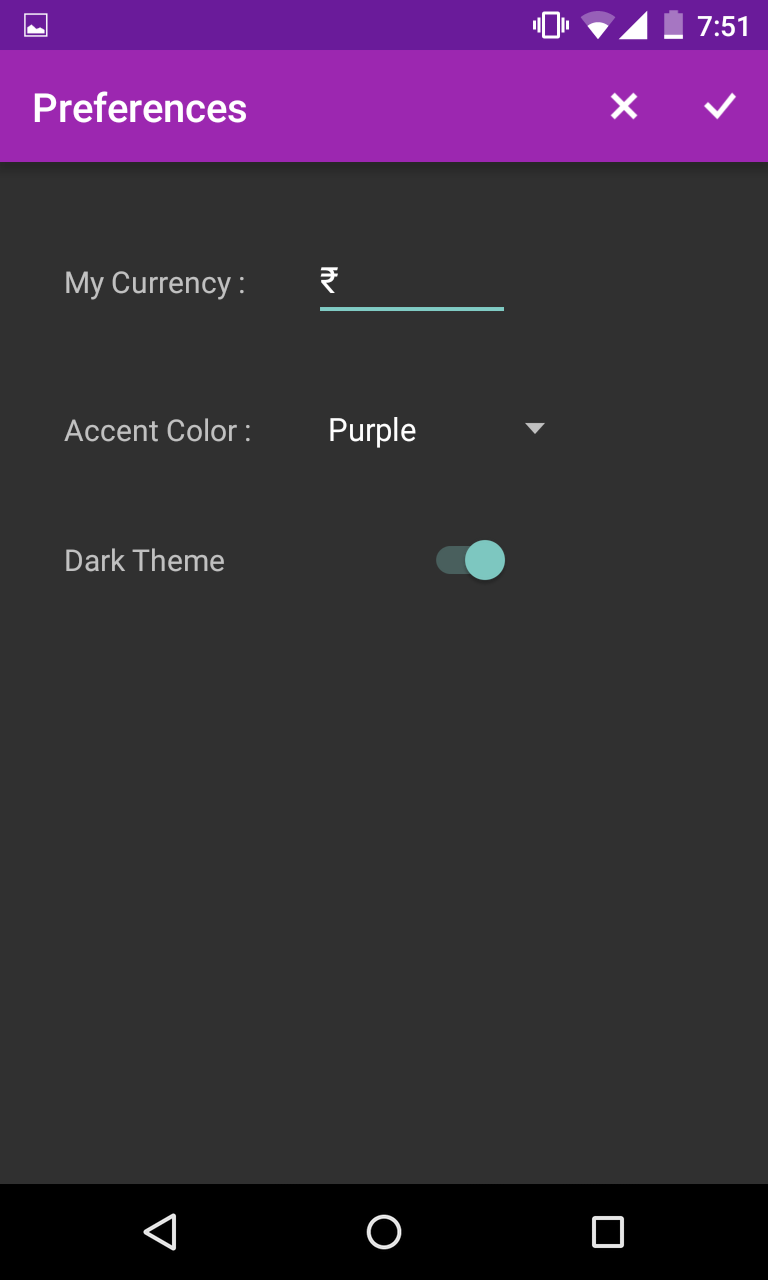 7:51
Preferences
My Currency : ₹
Accent Color : Purple
Dark Theme